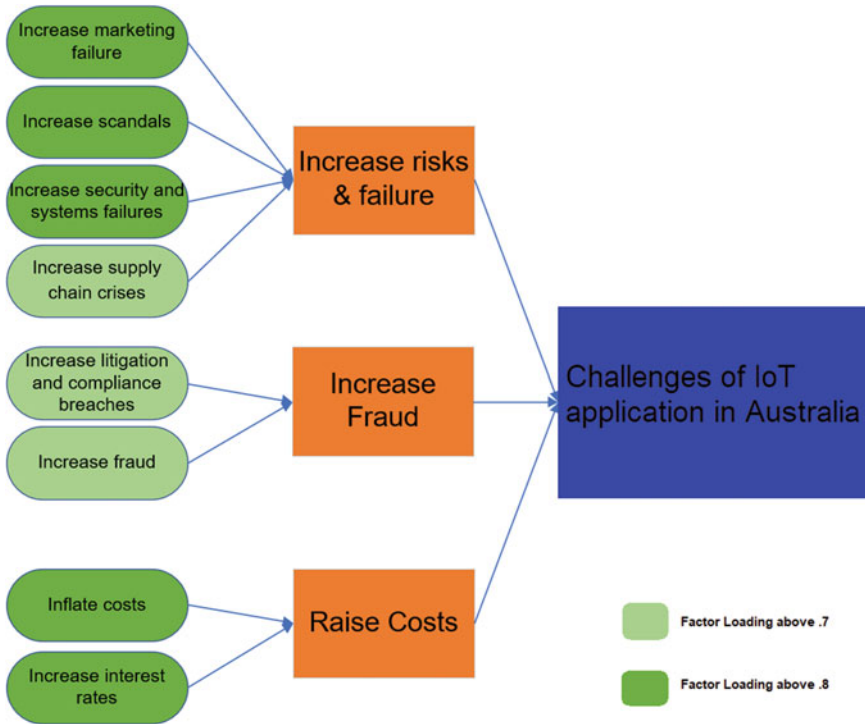 Increase marketing
failure
Increase scandals
Increase security and
systems failures
Increase supply
chain crises
Increase litigation
and compliance
breaches
Increase fraud
Inflate costs
Increase interest
rates
Increase risks
& failure
Increase
Fraud
Raise Costs
Challenges of IoT
application in Australia
Factor Loading above .7
Factor Loading above .8